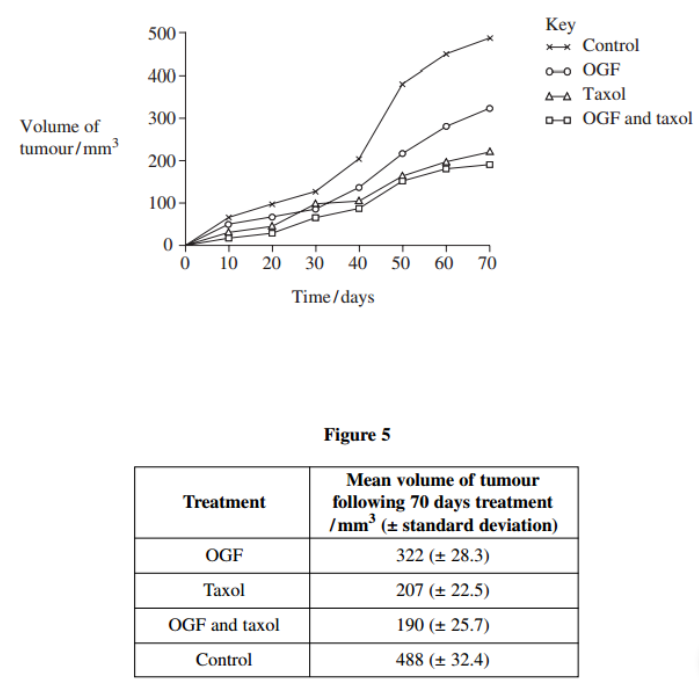 Key
Control
OGF
Taxol
OGF and taxol
500
400
300
200
100
0
Volume of
tumour/mm³
0 10 20 30 40 50 60 70
Time/days
Figure 5
Treatment
Mean volume of tumour
following 70 days treatment
/mm³ (± standard deviation)
OGF 322 (± 28.3)
Taxol 207 (± 22.5)
OGF and taxol 190 (± 25.7)
Control 488 (± 32.4)